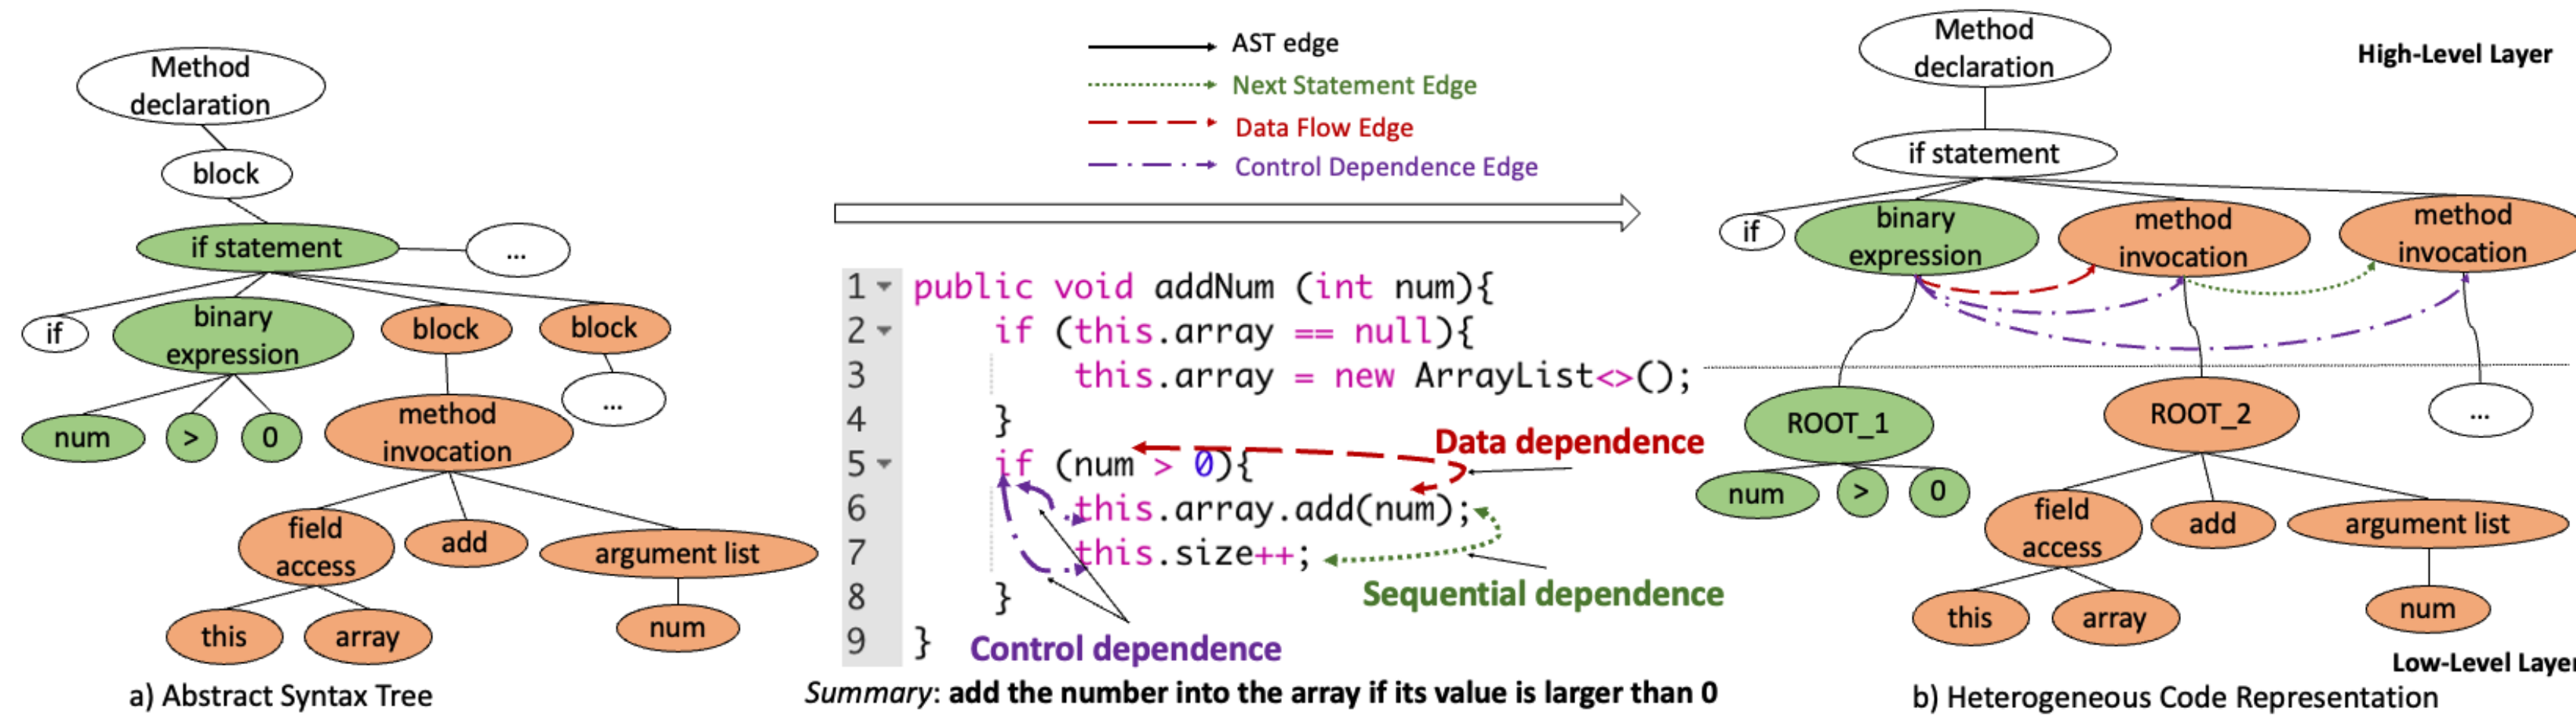 Method
declaration
block
if statement
...
if
binary
expression
block
block
num
>
0
method
invocation
...
field
access
add
argument list
this
array
num
a) Abstract Syntax Tree
AST edge
Next Statement Edge
Data Flow Edge
Control Dependence Edge
1 public void addNum (int num){
2 if (this.array == null){
3 this.array = new ArrayList<>();
4 }
5 if (num > 0){
6 this.array.add(num);
7 this.size++;
8 }
9 }
Data dependence
Sequential dependence
Control dependence
Summary: add the number into the array if its value is larger than 0
Method
declaration
High-Level Layer
if statement
if
binary
expression
method
invocation
method
invocation
ROOT_1
ROOT_2
...
num
>
0
field
access
add
argument list
this
array
num
Low-Level Layer
b) Heterogeneous Code Representation